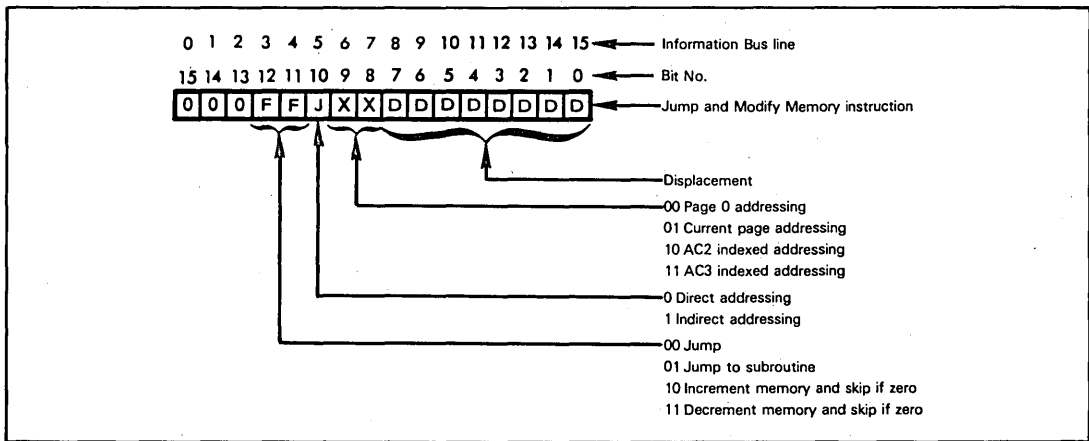 0 1 2 3 4 5 6 7 8 9 10 11 12 13 14 15 Information Bus line
15 14 13 12 11 10 9 8 7 6 5 4 3 2 1 0 Bit No.
0 0 0 F F J X X D D D D D D D D Jump and Modify Memory instruction
Displacement
00 Page 0 addressing
01 Current page addressing
10 AC2 indexed addressing
11 AC3 indexed addressing
0 Direct addressing
1 Indirect addressing
00 Jump
01 Jump to subroutine
10 Increment memory and skip if zero
11 Decrement memory and skip if zero